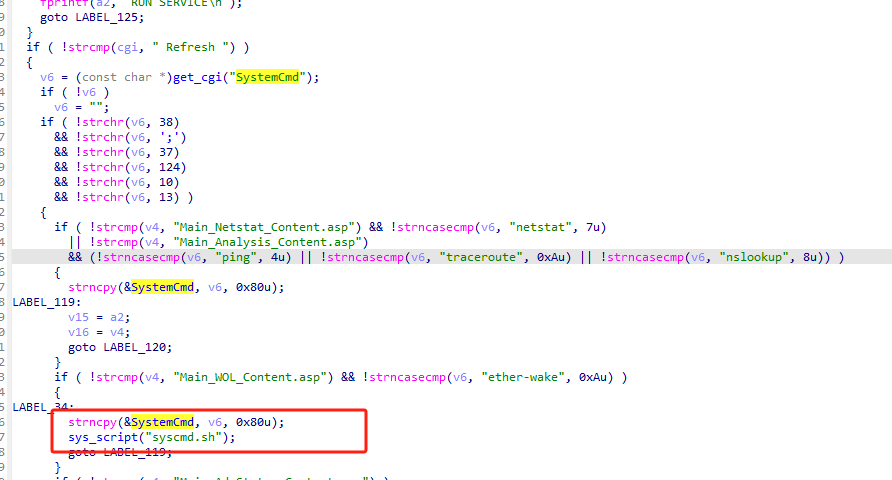 fprintf(a2, "RUN SERVICE\n");
goto LABEL_125;
}
if ( !strcmp(cgi, " Refresh ") )
{
v6 = (const char *)get_cgi("SystemCmd");
if ( !v6 )
v6 = "";
if ( !strchr(v6, 38)
&& !strchr(v6, ';')
&& !strchr(v6, 37)
&& !strchr(v6, 124)
&& !strchr(v6, 10)
&& !strchr(v6, 13) )
{
if ( !strcmp(v4, "Main_Netstat_Content.asp") && !strncasecmp(v6, "netstat", 7u)
|| !strcmp(v4, "Main_Analysis_Content.asp")
&& (!strncasecmp(v6, "ping", 4u) || !strncasecmp(v6, "traceroute", 0xAu) || !strncasecmp(v6, "nslookup", 8u)) )
{
strncpy(&SystemCmd, v6, 0x80u);
LABEL_119:
v15 = a2;
v16 = v4;
goto LABEL_120;
}
if ( !strcmp(v4, "Main_WOL_Content.asp") && !strncasecmp(v6, "ether-wake", 0xAu) )
{
LABEL_34:
strncpy(&SystemCmd, v6, 0x80u);
sys_script("syscmd.sh");
goto LABEL_119;
}